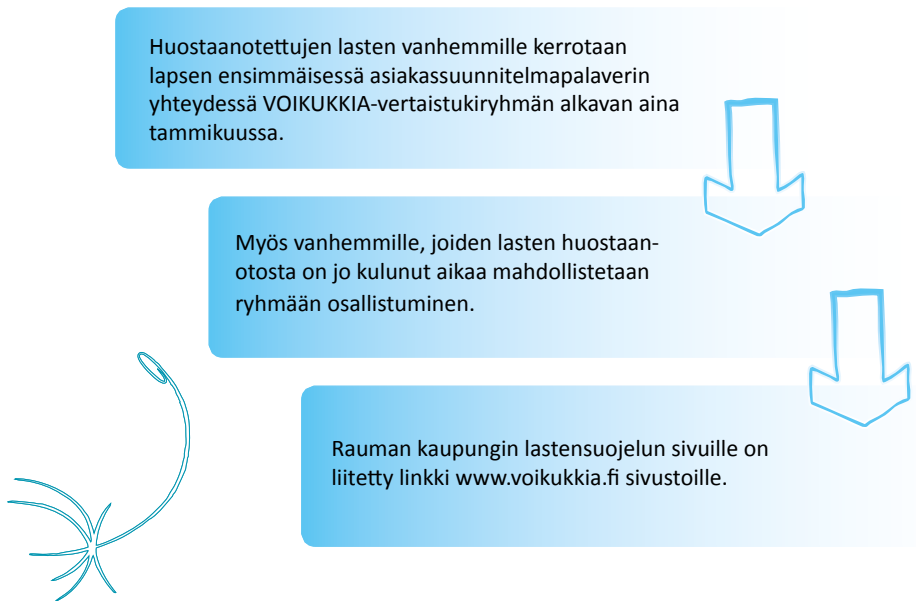 Huostaanotettujen lasten vanhemmille kerrotaan
lapsen ensimmäisessä asiakassuunnitelmapalaverin
yhteydessä VOIKUKKIA-vertaistukiryhmän alkavan aina
tammikuussa.
Myös vanhemmille, joiden lasten huostaan-
otosta on jo kulunut aikaa mahdollistetaan
ryhmään osallistuminen.
Rauman kaupungin lastensuojelun sivuille on
liitetty linkki www.voikukkia.fi sivustoille.